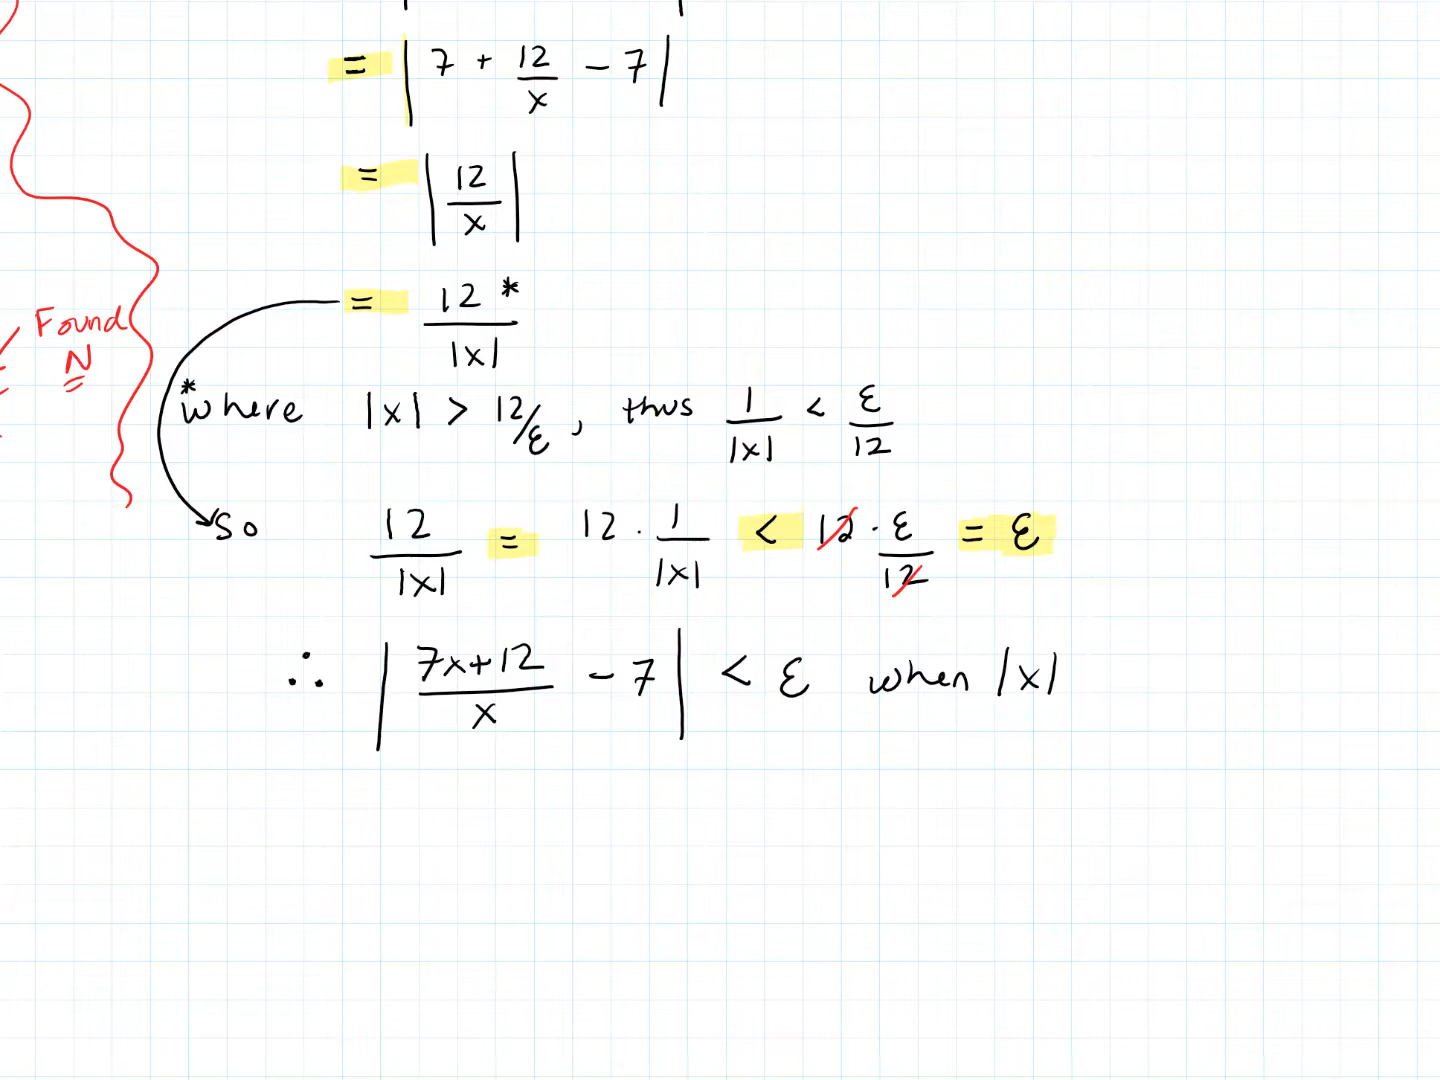 = | 7 + 12/x − 7 |
= | 12/x |
= 12* / |x|
Found
N
*where |x| > 12/ε, thus 1/|x| < ε/12
so 12/|x| = 12 · 1/|x| < 12 · ε/12 = ε
∴ | (7x+12)/x − 7 | < ε when |x|